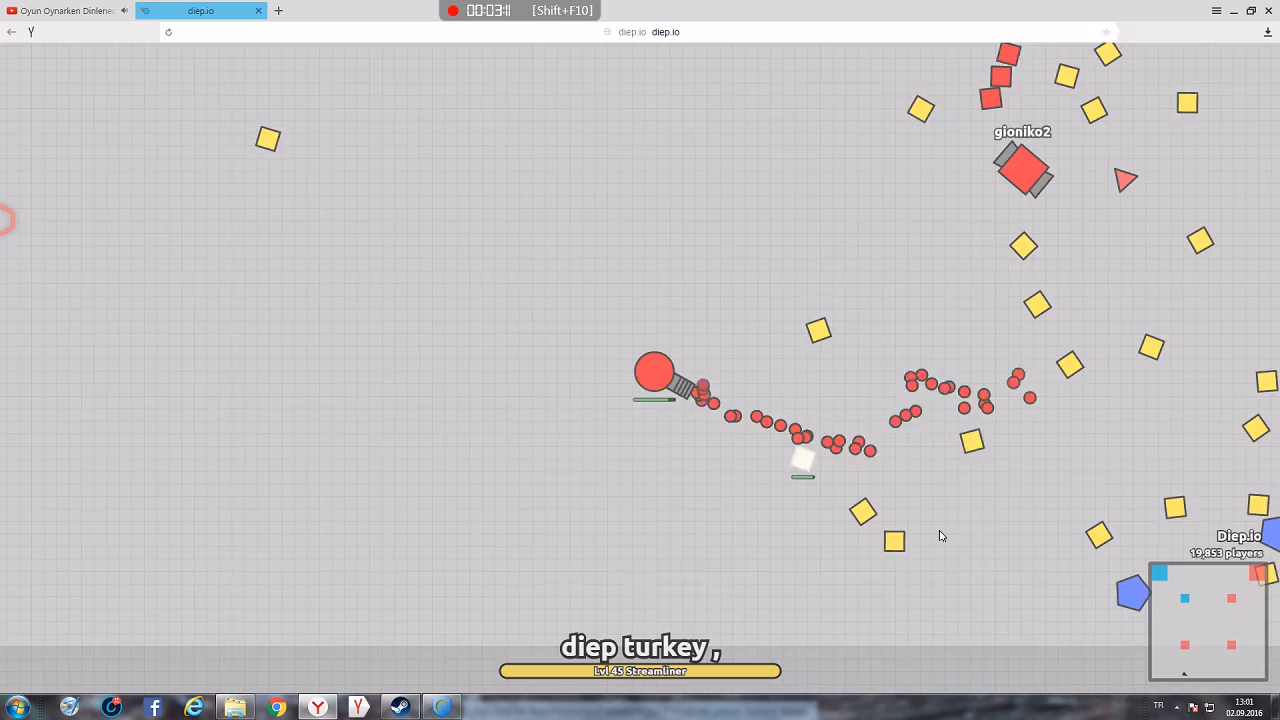 Oyun Oynarken Dinlenec
diep.io
00:03:11 [Shift+F10]
Y
diep.io diep.io
gioniko2
Diep.io
19,853 players
diep turkey ,
Lvl 45 Streamliner
TR
13:01
02.09.2016